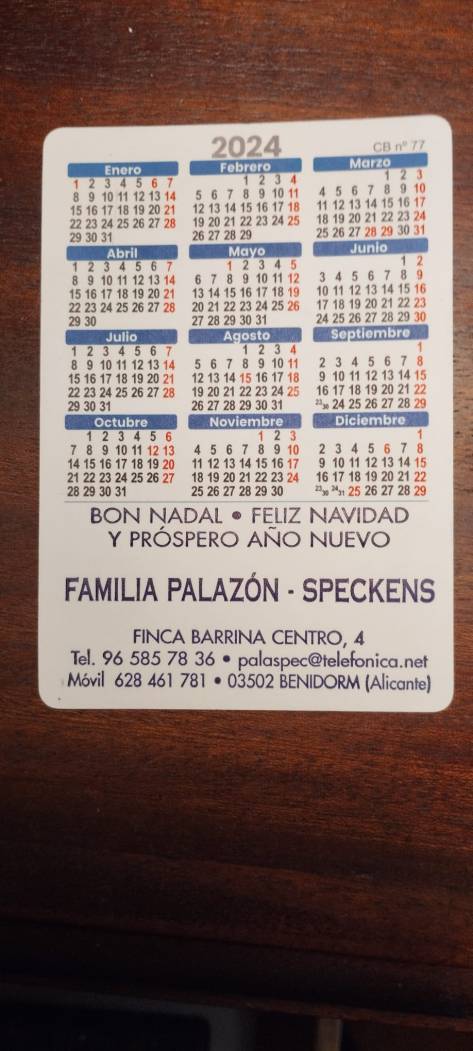 2024
CB nº 77
Enero
1 2 3 4 5 6 7
8 9 10 11 12 13 14
15 16 17 18 19 20 21
22 23 24 25 26 27 28
29 30 31
Febrero
1 2 3 4
5 6 7 8 9 10 11
12 13 14 15 16 17 18
19 20 21 22 23 24 25
26 27 28 29
Marzo
1 2 3
4 5 6 7 8 9 10
11 12 13 14 15 16 17
18 19 20 21 22 23 24
25 26 27 28 29 30 31
Abril
1 2 3 4 5 6 7
8 9 10 11 12 13 14
15 16 17 18 19 20 21
22 23 24 25 26 27 28
29 30
Mayo
1 2 3 4 5
6 7 8 9 10 11 12
13 14 15 16 17 18 19
20 21 22 23 24 25 26
27 28 29 30 31
Junio
1 2
3 4 5 6 7 8 9
10 11 12 13 14 15 16
17 18 19 20 21 22 23
24 25 26 27 28 29 30
Julio
1 2 3 4 5 6 7
8 9 10 11 12 13 14
15 16 17 18 19 20 21
22 23 24 25 26 27 28
29 30 31
Agosto
1 2 3 4
5 6 7 8 9 10 11
12 13 14 15 16 17 18
19 20 21 22 23 24 25
26 27 28 29 30 31
Septiembre
1
2 3 4 5 6 7 8
9 10 11 12 13 14 15
16 17 18 19 20 21 22
23/30 24 25 26 27 28 29
Octubre
1 2 3 4 5 6
7 8 9 10 11 12 13
14 15 16 17 18 19 20
21 22 23 24 25 26 27
28 29 30 31
Noviembre
1 2 3
4 5 6 7 8 9 10
11 12 13 14 15 16 17
18 19 20 21 22 23 24
25 26 27 28 29 30
Diciembre
1
2 3 4 5 6 7 8
9 10 11 12 13 14 15
16 17 18 19 20 21 22
23/30 24/31 25 26 27 28 29
BON NADAL • FELIZ NAVIDAD
Y PRÓSPERO AÑO NUEVO
FAMILIA PALAZÓN - SPECKENS
FINCA BARRINA CENTRO, 4
Tel. 96 585 78 36 • palaspec@telefonica.net
Móvil 628 461 781 • 03502 BENIDORM (Alicante)